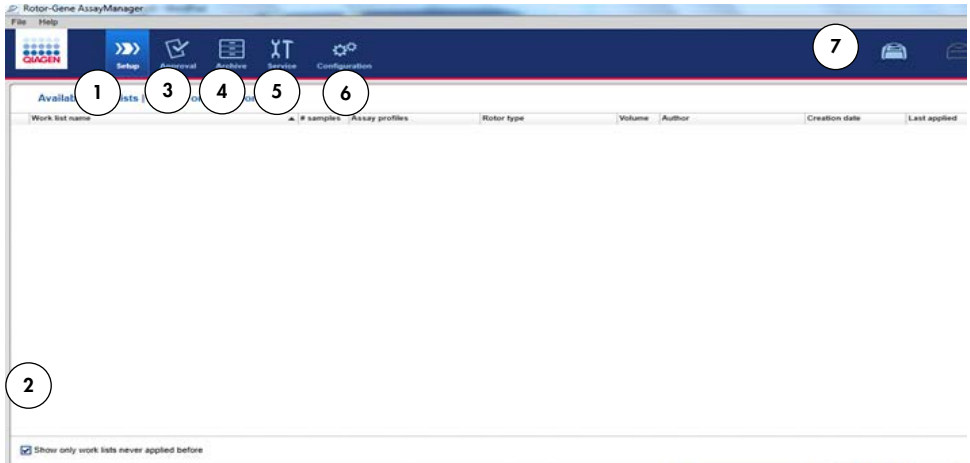 Rotor-Gene AssayManager
File Help
QIAGEN
Setup Approval Archive Service Configuration
7
1 3 4 5 6
Work list name # samples Assay profiles Rotor type Volume Author Creation date Last applied
2
Show only work lists never applied before